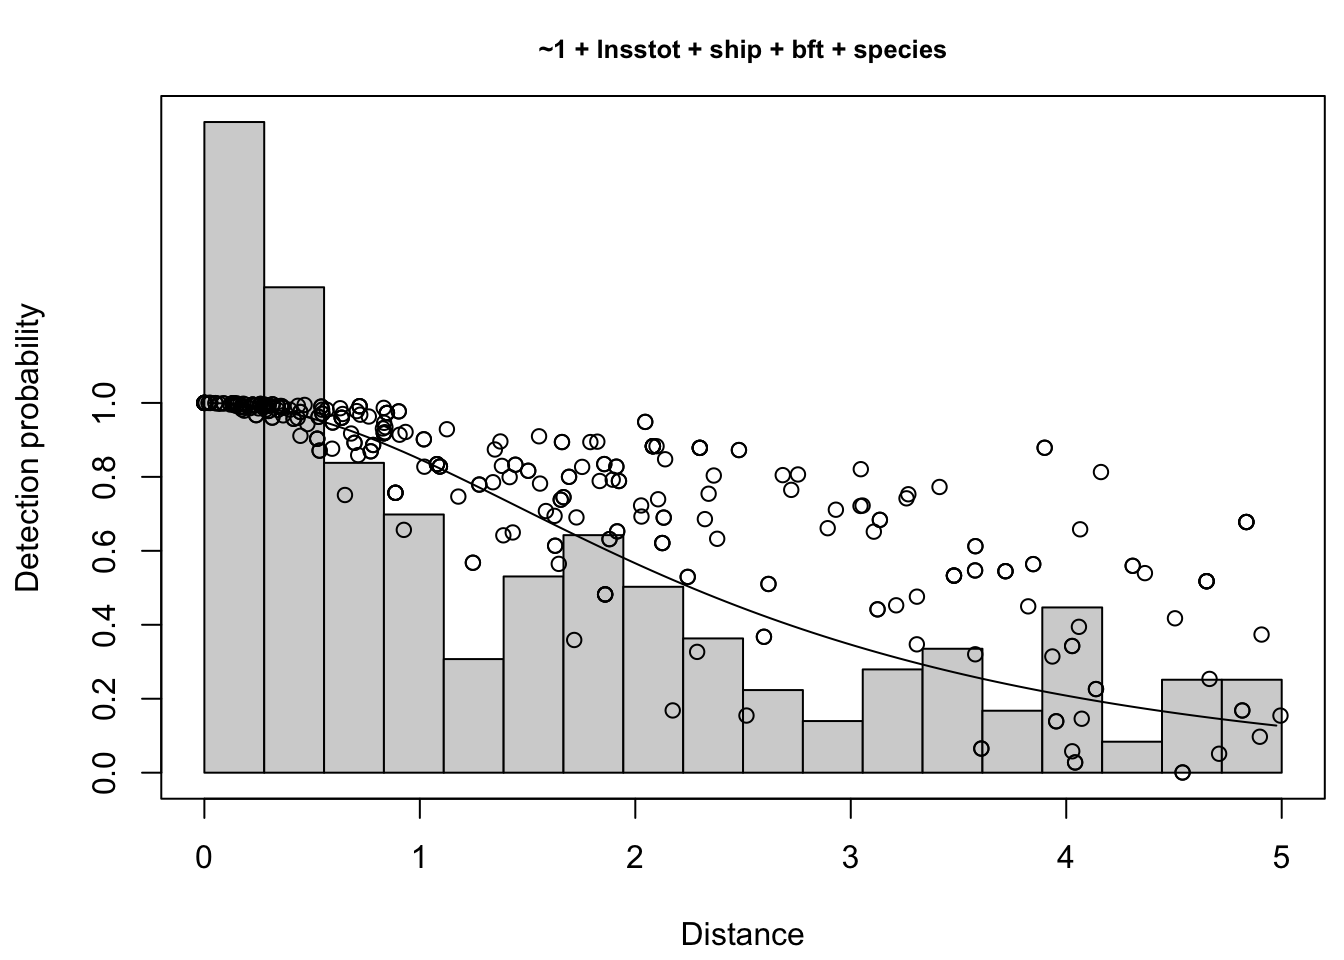 ~1 + lnsstot + ship + bft + species
Detection probability
1.0
0.8
0.6
0.4
0.2
0.0
0 1 2 3 4 5
Distance